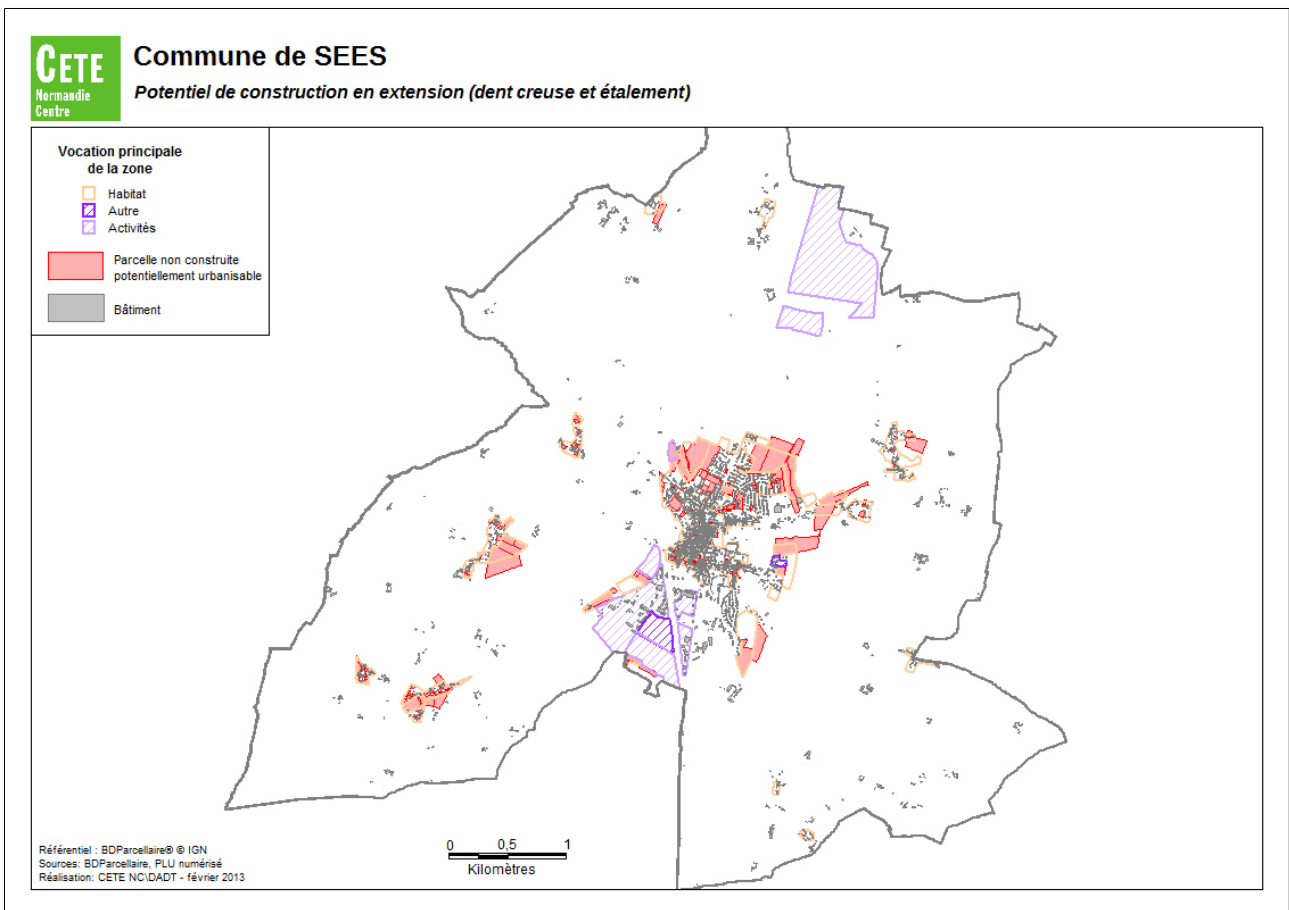 CETE
Normandie
Centre
Commune de SEES
Potentiel de construction en extension (dent creuse et étalement)
Vocation principale
de la zone
Habitat
Autre
Activités
Parcelle non construite
potentiellement urbanisable
Bâtiment
Référentiel : BDParcellaire® © IGN
Sources: BDParcellaire, PLU numérisé
Réalisation: CETE NC\DADT - février 2013
0 0,5 1
Kilomètres